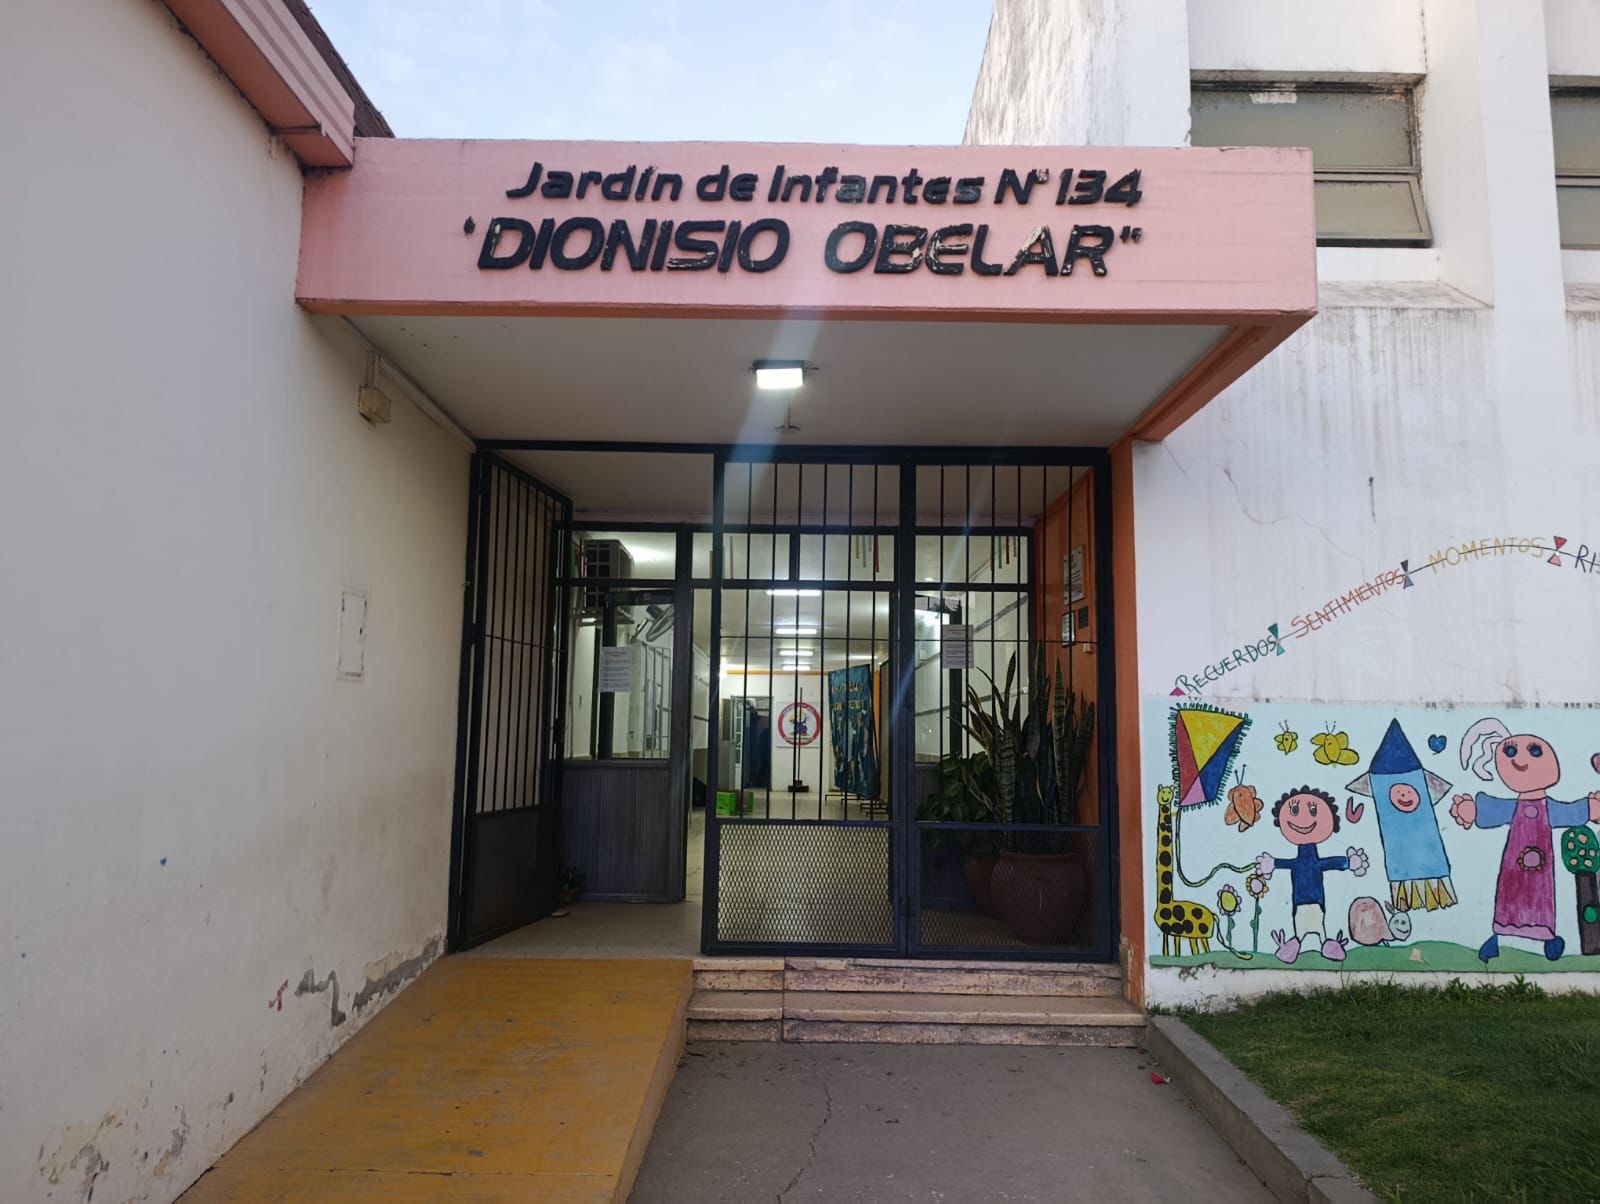 Jardín de Infantes N° 134
"DIONISIO OBELAR"
RECUERDOS SENTIMIENTOS MOMENTOS